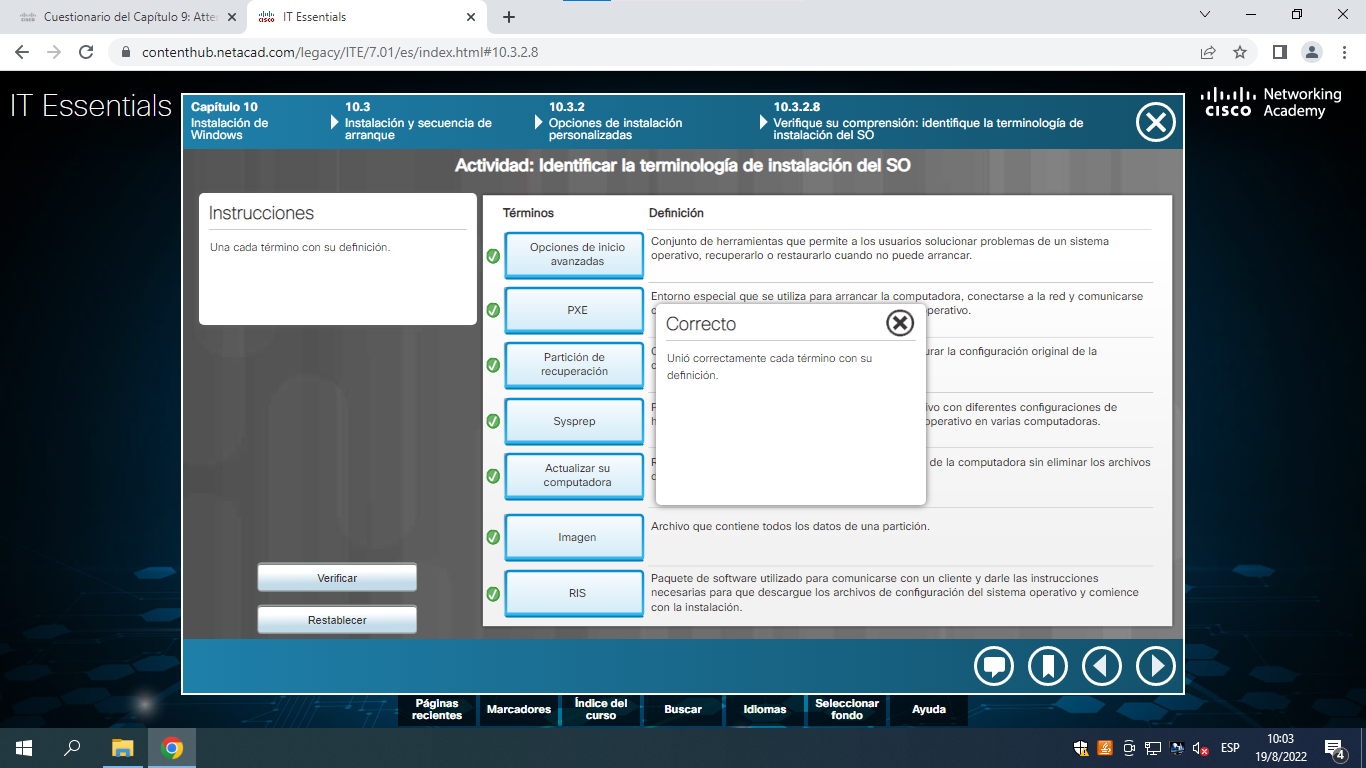 Cuestionario del Capítulo 9: Atte
IT Essentials
contenthub.netacad.com/legacy/ITE/7.01/es/index.html#10.3.2.8
IT Essentials
Capítulo 10
Instalación de
Windows
10.3
Instalación y secuencia de
arranque
10.3.2
Opciones de instalación
personalizadas
10.3.2.8
Verifique su comprensión: identifique la terminología de
instalación del SO
cisco
Networking
Academy
Actividad: Identificar la terminología de instalación del SO
Instrucciones
Una cada término con su definición.
Términos
Definición
Opciones de inicio
avanzadas
Conjunto de herramientas que permite a los usuarios solucionar problemas de un sistema
operativo, recuperarlo o restaurarlo cuando no puede arrancar.
PXE
Entorno especial que se utiliza para arrancar la computadora, conectarse a la red y comunicarse
perativo.
Correcto
Unió correctamente cada término con su
definición.
Partición de
recuperación
urar la configuración original de la
Sysprep
ivo con diferentes configuraciones de
operativo en varias computadoras.
Actualizar su
computadora
de la computadora sin eliminar los archivos
Imagen
Archivo que contiene todos los datos de una partición.
RIS
Paquete de software utilizado para comunicarse con un cliente y darle las instrucciones
necesarias para que descargue los archivos de configuración del sistema operativo y comience
con la instalación.
Verificar
Restablecer
Páginas
recientes
Marcadores
Índice del
curso
Buscar
Idiomas
Seleccionar
fondo
Ayuda
ESP
10:03
19/8/2022
4